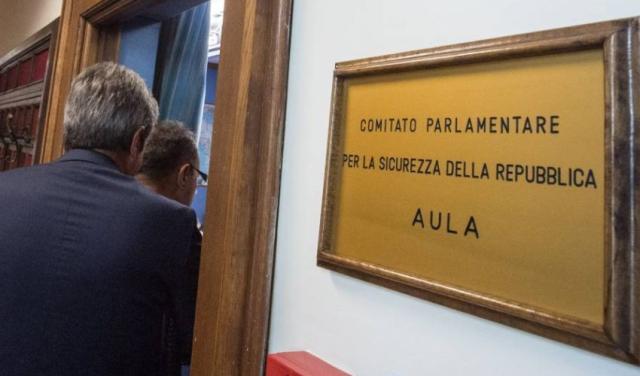 COMITATO PARLAMENTARE
PER LA SICUREZZA DELLA REPUBBLICA
AULA